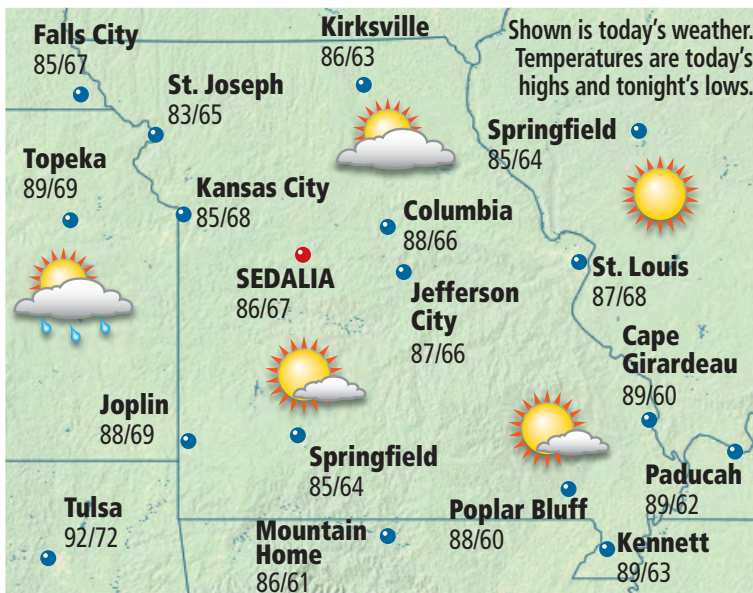 Falls City
85/67
Kirksville
86/63
Shown is today’s weather.
Temperatures are today’s
highs and tonight’s lows.
St. Joseph
83/65
Springfield
85/64
Topeka
89/69
Kansas City
85/68
Columbia
88/66
SEDALIA
86/67
Jefferson
City
87/66
St. Louis
87/68
Cape
Girardeau
89/60
Joplin
88/69
Springfield
85/64
Paducah
89/62
Tulsa
92/72
Mountain
Home
86/61
Poplar Bluff
88/60
Kennett
89/63